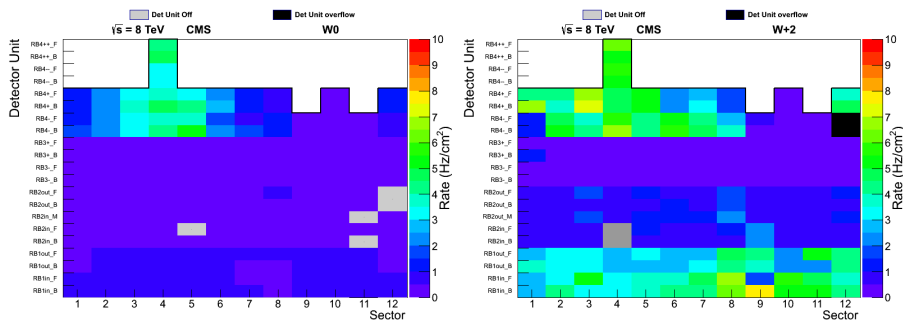 Det Unit Off
Det Unit overflow
√s = 8 TeV CMS W0
Detector Unit
RB4++_F
RB4++_B
RB4--_F
RB4--_B
RB4+_F
RB4+_B
RB4-_F
RB4-_B
RB3+_F
RB3+_B
RB3-_F
RB3-_B
RB2out_F
RB2out_B
RB2in_M
RB2in_F
RB2in_B
RB1out_F
RB1out_B
RB1in_F
RB1in_B
1 2 3 4 5 6 7 8 9 10 11 12
Sector
10
9
8
7
6
5
4
3
2
1
0
Rate (Hz/cm²)
Det Unit Off
Det Unit overflow
√s = 8 TeV CMS W+2
Detector Unit
RB4++_F
RB4++_B
RB4--_F
RB4--_B
RB4+_F
RB4+_B
RB4-_F
RB4-_B
RB3+_F
RB3+_B
RB3-_F
RB3-_B
RB2out_F
RB2out_B
RB2out_M
RB2in_F
RB2in_B
RB1out_F
RB1out_B
RB1in_F
RB1in_B
1 2 3 4 5 6 7 8 9 10 11 12
Sector
10
9
8
7
6
5
4
3
2
1
0
Rate (Hz/cm²)